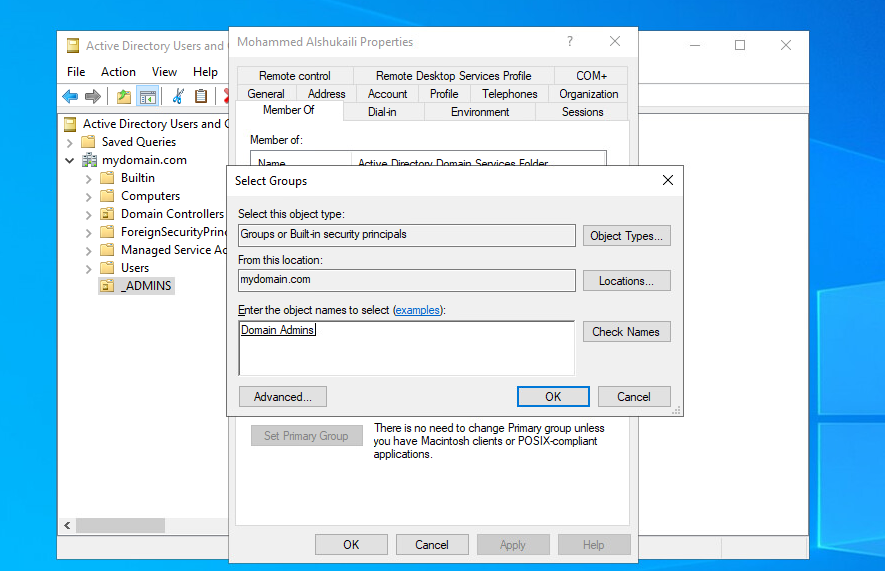 Active Directory Users and
File Action View Help
Active Directory Users and C
Saved Queries
mydomain.com
Builtin
Computers
Domain Controllers
ForeignSecurityPrinc
Managed Service Ac
Users
_ADMINS
Mohammed Alshukaili Properties
Remote control Remote Desktop Services Profile COM+
General Address Account Profile Telephones Organization
Member Of Dial-in Environment Sessions
Member of:
Name Active Directory Domain Services Folder
Select Groups
Select this object type:
Groups or Built-in security principals Object Types...
From this location:
mydomain.com Locations...
Enter the object names to select (examples):
Domain Admins Check Names
Advanced... OK Cancel
Set Primary Group
There is no need to change Primary group unless
you have Macintosh clients or POSIX-compliant
applications.
OK Cancel Apply Help